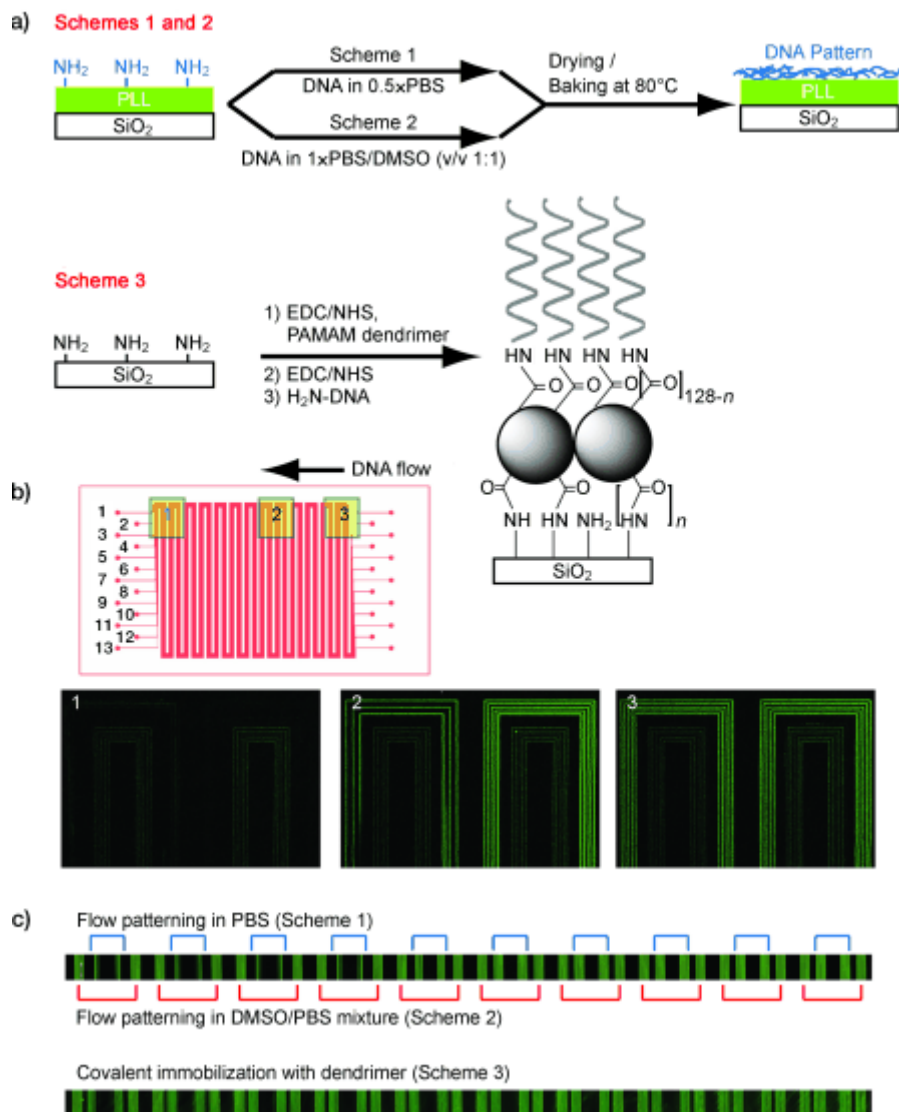 a)
Schemes 1 and 2
NH₂ NH₂ NH₂
PLL
SiO₂
Scheme 1
DNA in 0.5xPBS
Scheme 2
DNA in 1xPBS/DMSO (v/v 1:1)
Drying /
Baking at 80°C
DNA Pattern
PLL
SiO₂
Scheme 3
NH₂ NH₂ NH₂
SiO₂
1) EDC/NHS,
PAMAM dendrimer
2) EDC/NHS
3) H₂N-DNA
HN HN HN HN
O O O [O]128-n
O O [O]n
NH HN NH₂ HN
SiO₂
b)
DNA flow
1 2 3
1
2
3
4
5
6
7
8
9
10
11
12
13
1
2
3
c)
Flow patterning in PBS (Scheme 1)
Flow patterning in DMSO/PBS mixture (Scheme 2)
Covalent immobilization with dendrimer (Scheme 3)